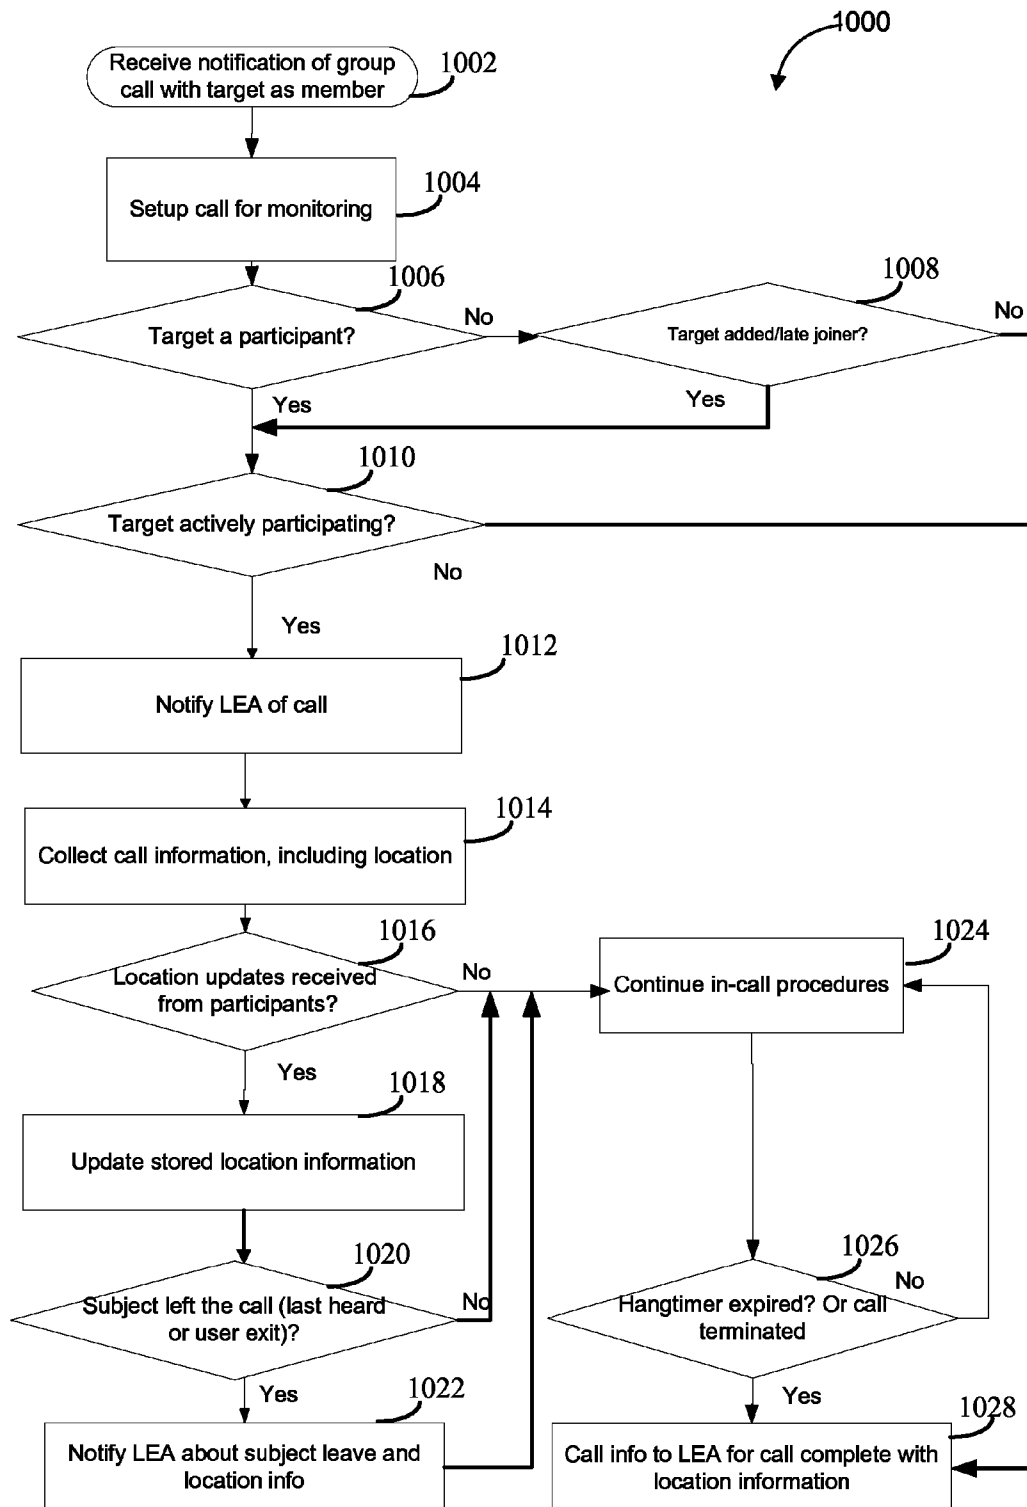 1000
Receive notification of group
call with target as member
1002
Setup call for monitoring
1004
1006
Target a participant?
No
Yes
1008
Target added/late joiner?
No
Yes
1010
Target actively participating?
No
Yes
1012
Notify LEA of call
1014
Collect call information, including location
1016
Location updates received
from participants?
No
Yes
1018
Update stored location information
1020
Subject left the call (last heard
or user exit)?
No
Yes
1022
Notify LEA about subject leave and
location info
1024
Continue in-call procedures
1026
Hangtimer expired? Or call
terminated
No
Yes
1028
Call info to LEA for call complete with
location information